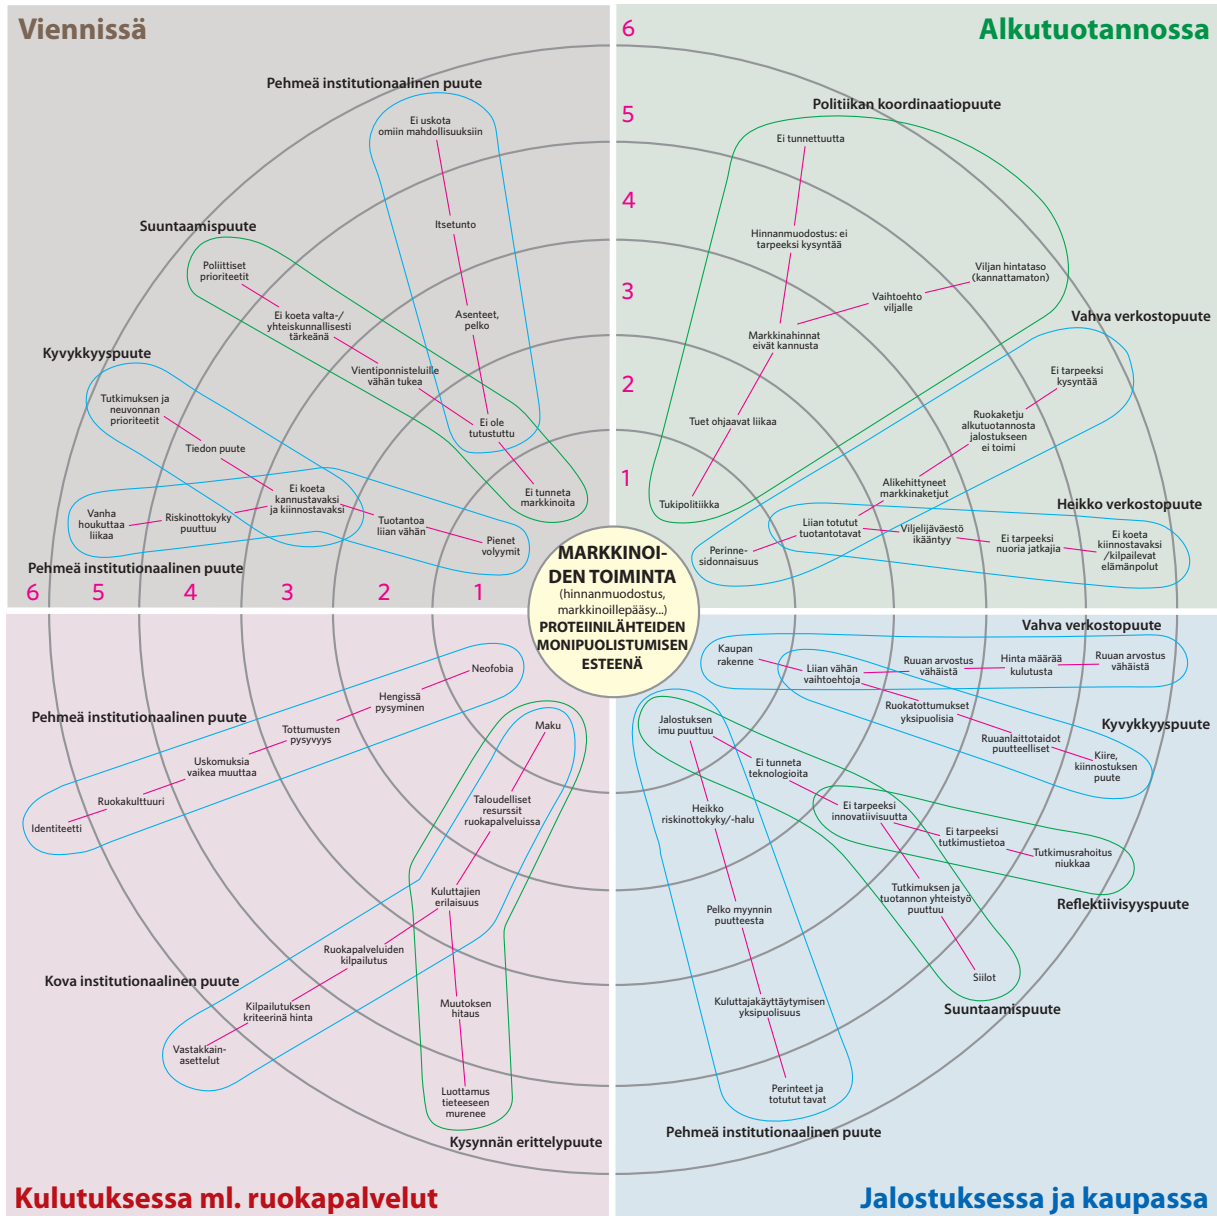 Viennissä
Pehmeä institutionaalinen puute
Ei uskota
omiin mahdollisuuksiin
Itsetunto
Asenteet,
pelko
Ei ole
tutustuttu
Suuntaamispuute
Poliittiset
prioriteetit
Ei koeta valta-/
yhteiskunnallisesti
tärkeänä
Vientiponnisteluille
vähän tukea
Ei tunneta
markkinoita
Kyvykkyyspuute
Tutkimuksen ja
neuvonnan
prioriteetit
Tiedon puute
Ei koeta
kannustavaksi
ja kiinnostavaksi
Vanha
houkuttaa
liikaa
Riskinottokyky
puuttuu
Tuotantoa
liian vähän
Pienet
volyymit
Pehmeä institutionaalinen puute
6
5
4
3
2
1
Alkutuotannossa
6
5
4
3
2
1
Politiikan koordinaatiopuute
Ei tunnettuutta
Hinnanmuodostus: ei
tarpeeksi kysyntää
Viljan hintataso
(kannattamaton)
Vaihtoehto
viljalle
Markkinahinnat
eivät kannusta
Tuet ohjaavat liikaa
Tukipolitiikka
Vahva verkostopuute
Ei tarpeeksi
kysyntää
Ruokaketju
alkutuotannosta
jalostukseen
ei toimi
Alikehittyneet
markkinaketjut
Heikko verkostopuute
Liian totutut
tuotantotavat
Perinne-
sidonnaisuus
Viljelijäväestö
ikääntyy
Ei tarpeeksi
nuoria jatkajia
Ei koeta
kiinnostavaksi
/kilpailevat
elämänpolut
MARKKINOI-
DEN TOIMINTA
(hinnanmuodostus,
markkinoillepääsy...)
PROTEIINILÄHTEIDEN
MONIPUOLISTUMISEN
ESTEENÄ
Neofobia
Hengissä
pysyminen
Tottumusten
pysyvyys
Uskomuksia
vaikea muuttaa
Ruokakulttuuri
Identiteetti
Pehmeä institutionaalinen puute
Maku
Taloudelliset
resurssit
ruokapalveluissa
Kuluttajien
erilaisuus
Ruokapalveluiden
kilpailutus
Kilpailutuksen
kriteerinä hinta
Vastakkain-
asettelut
Kova institutionaalinen puute
Muutoksen
hitaus
Luottamus
tieteeseen
murenee
Kysynnän erittelypuute
Kulutuksessa ml. ruokapalvelut
Vahva verkostopuute
Kaupan
rakenne
Liian vähän
vaihtoehtoja
Ruuan arvostus
vähäistä
Hinta määrää
kulutusta
Ruuan arvostus
vähäistä
Ruokatottumukset
yksipuolisia
Ruuanlaittotaidot
puutteelliset
Kiire,
kiinnostuksen
puute
Kyvykkyyspuute
Jalostuksen
imu puuttuu
Ei tunneta
teknologioita
Ei tarpeeksi
innovatiivisuutta
Ei tarpeeksi
tutkimustietoa
Tutkimusrahoitus
niukkaa
Reflektiivisyyspuute
Tutkimuksen ja
tuotannon yhteistyö
puuttuu
Siilot
Suuntaamispuute
Heikko
riskinottokyky/-halu
Pelko myynnin
puutteesta
Kuluttajakäyttäytymisen
yksipuolisuus
Perinteet ja
totutut tavat
Pehmeä institutionaalinen puute
Jalostuksessa ja kaupassa